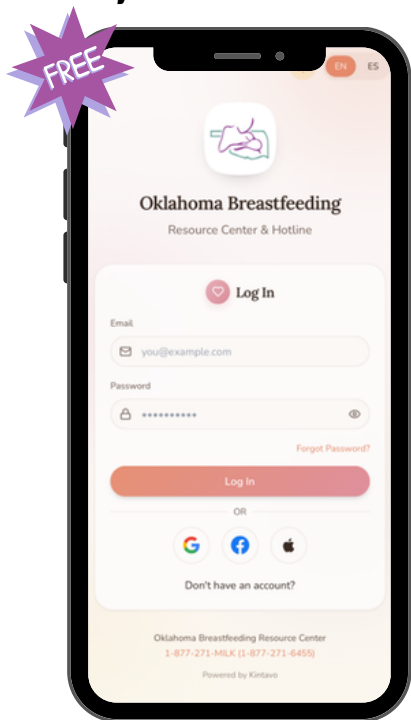 FREE
EN
ES
Oklahoma Breastfeeding
Resource Center & Hotline
Log In
Email
you@example.com
Password
••••••••••
Forgot Password?
Log In
OR
Don't have an account?
Oklahoma Breastfeeding Resource Center
1-877-271-MILK (1-877-271-6455)
Powered by Kintavo